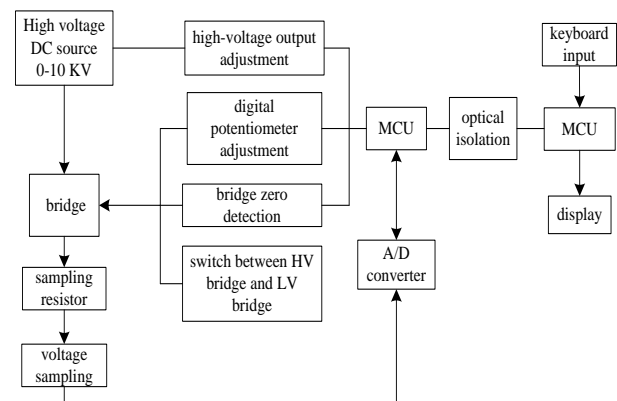 High voltage
DC source
0-10 KV
high-voltage output
adjustment
keyboard
input
digital
potentiometer
adjustment
MCU
optical
isolation
MCU
bridge
bridge zero
detection
display
switch between HV
bridge and LV
bridge
A/D
converter
sampling
resistor
voltage
sampling